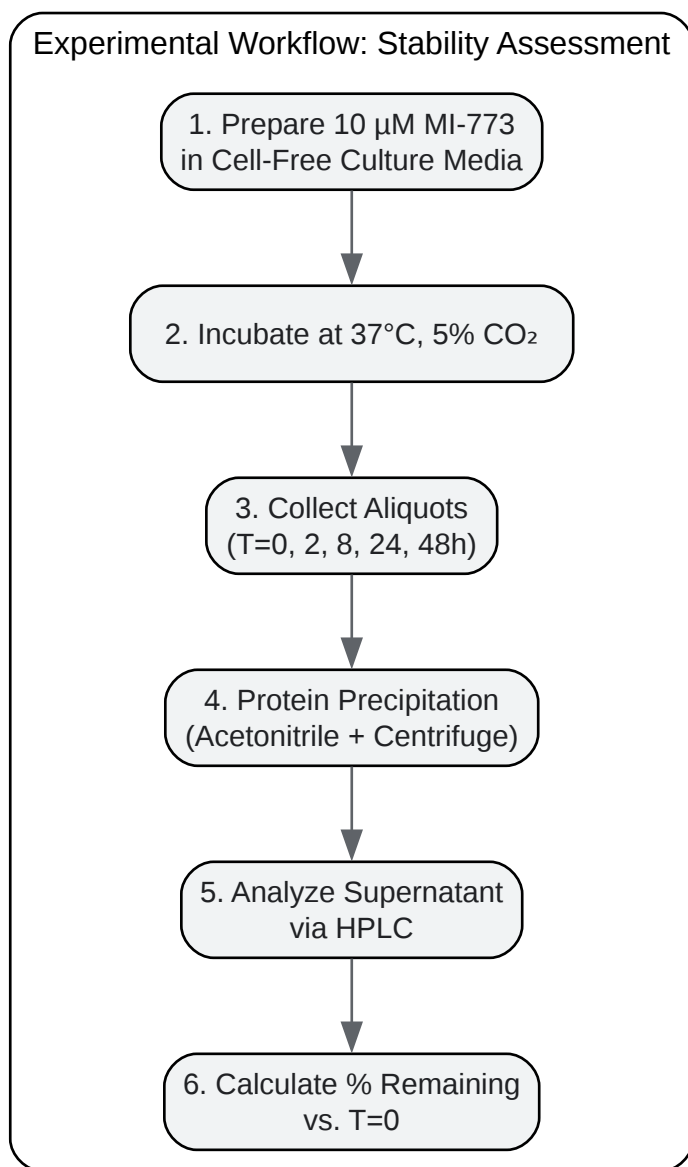 Experimental Workflow: Stability Assessment
1. Prepare 10 µM MI-773
in Cell-Free Culture Media
2. Incubate at 37°C, 5% CO₂
3. Collect Aliquots
(T=0, 2, 8, 24, 48h)
4. Protein Precipitation
(Acetonitrile + Centrifuge)
5. Analyze Supernatant
via HPLC
6. Calculate % Remaining
vs. T=0